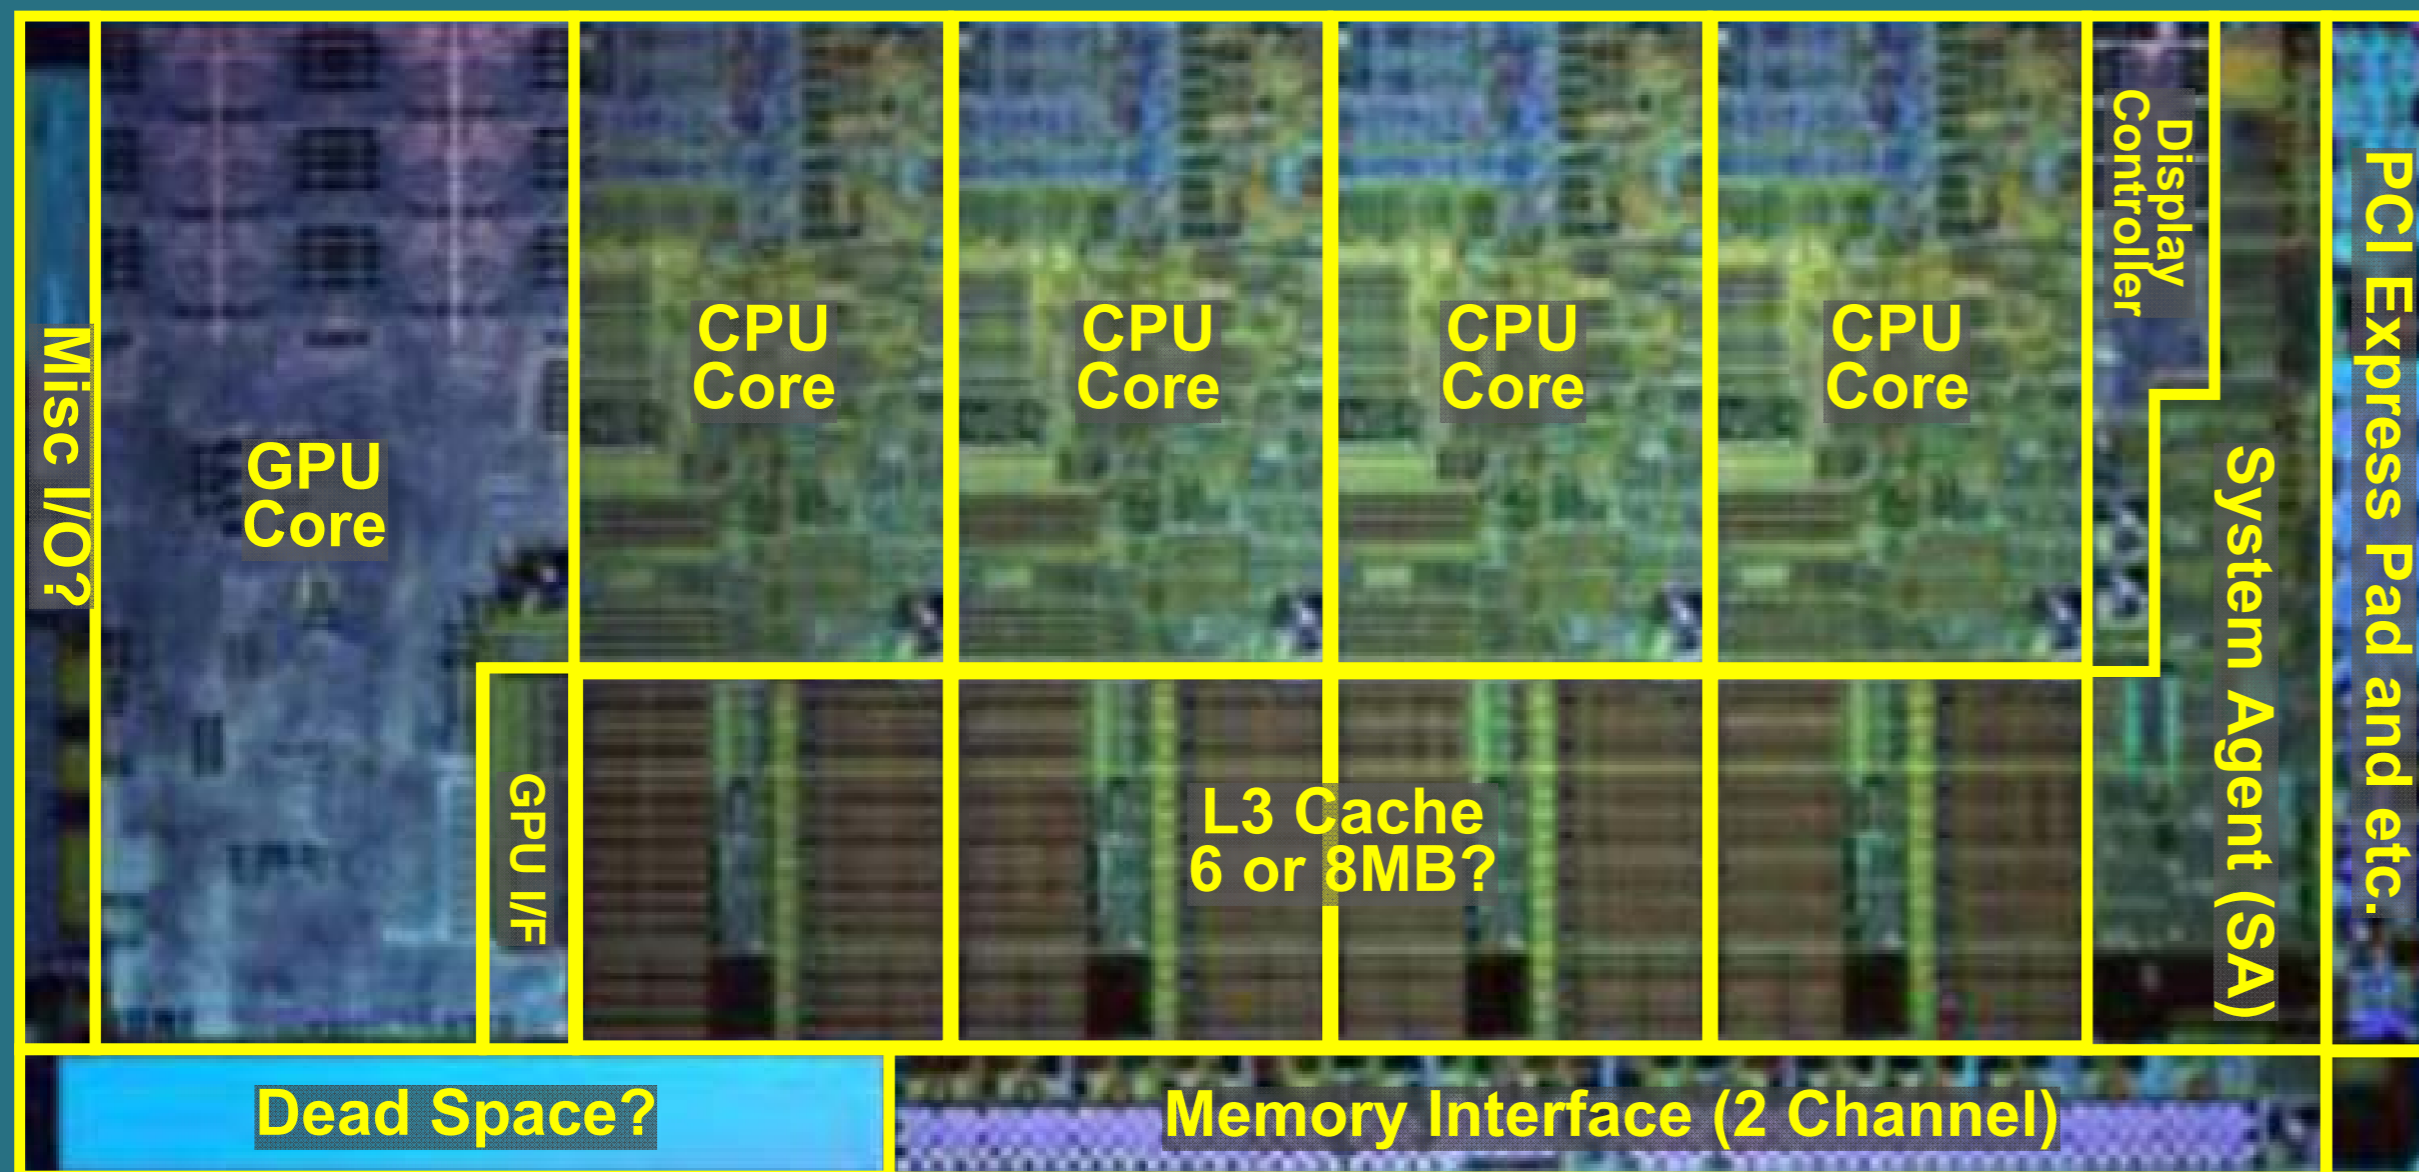 Misc I/O?
GPU
Core
GPU I/F
CPU
Core
CPU
Core
CPU
Core
CPU
Core
L3 Cache
6 or 8MB?
Display
Controller
System Agent (SA)
PCI Express Pad and etc.
Dead Space?
Memory Interface (2 Channel)